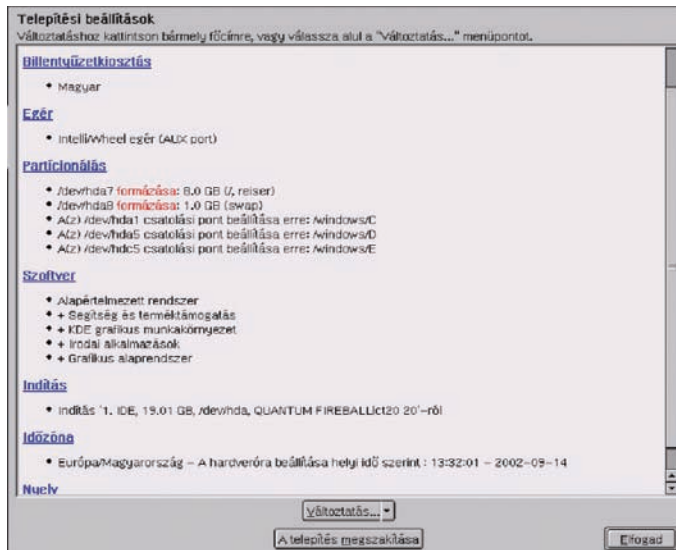 Telepítési beállítások
Változtatáshoz kattintson bármely főcímre, vagy válassza alul a "Változtatás..." menüpontot.
Billentyűzetkiosztás
• Magyar
Egér
• Intelli/Wheel egér (AUX port)
Partícionálás
• /dev/hda7 formázása: 8.0 GB (/, reiser)
• /dev/hda8 formázása: 1.0 GB (swap)
• A(z) /dev/hda1 csatolási pont beállítása erre: /windows/C
• A(z) /dev/hda5 csatolási pont beállítása erre: /windows/D
• A(z) /dev/hdc5 csatolási pont beállítása erre: /windows/E
Szoftver
• Alapértelmezett rendszer
• + Segítség és terméktámogatás
• + KDE grafikus munkakörnyezet
• + Irodai alkalmazások
• + Grafikus alaprendszer
Indítás
• Indítás '1. IDE, 19.01 GB, /dev/hda, QUANTUM FIREBALLlct20 20'-ról
Időzóna
• Európa/Magyarország - A hardveróra beállítása helyi idő szerint : 13:32:01 - 2002-09-14
Nyelv
Változtatás...
A telepítés megszakítása
Elfogad